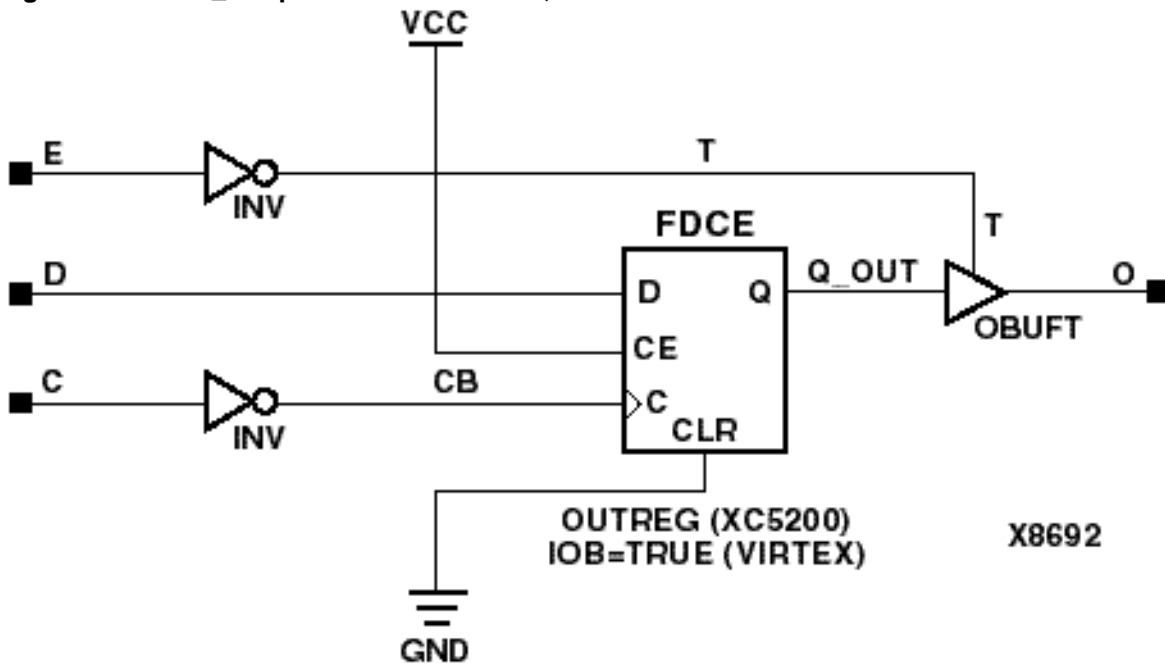 VCC
E
INV
T
T
FDCE
D
D
Q
Q_OUT
O
OBUFT
CE
C
INV
CB
C
CLR
OUTREG (XC5200)
IOB=TRUE (VIRTEX)
X8692
GND